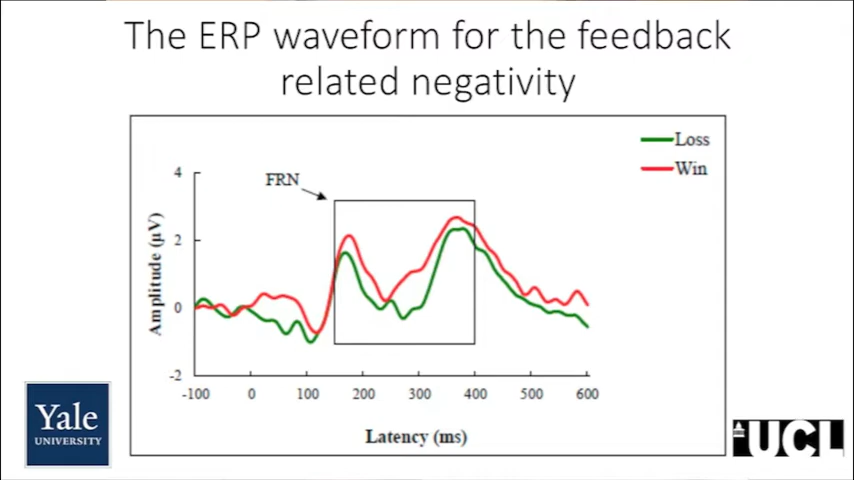 The ERP waveform for the feedback
related negativity
Loss
Win
FRN
Amplitude (µV)
4
2
0
-2
-100 0 100 200 300 400 500 600
Latency (ms)
Yale
UNIVERSITY
UCL